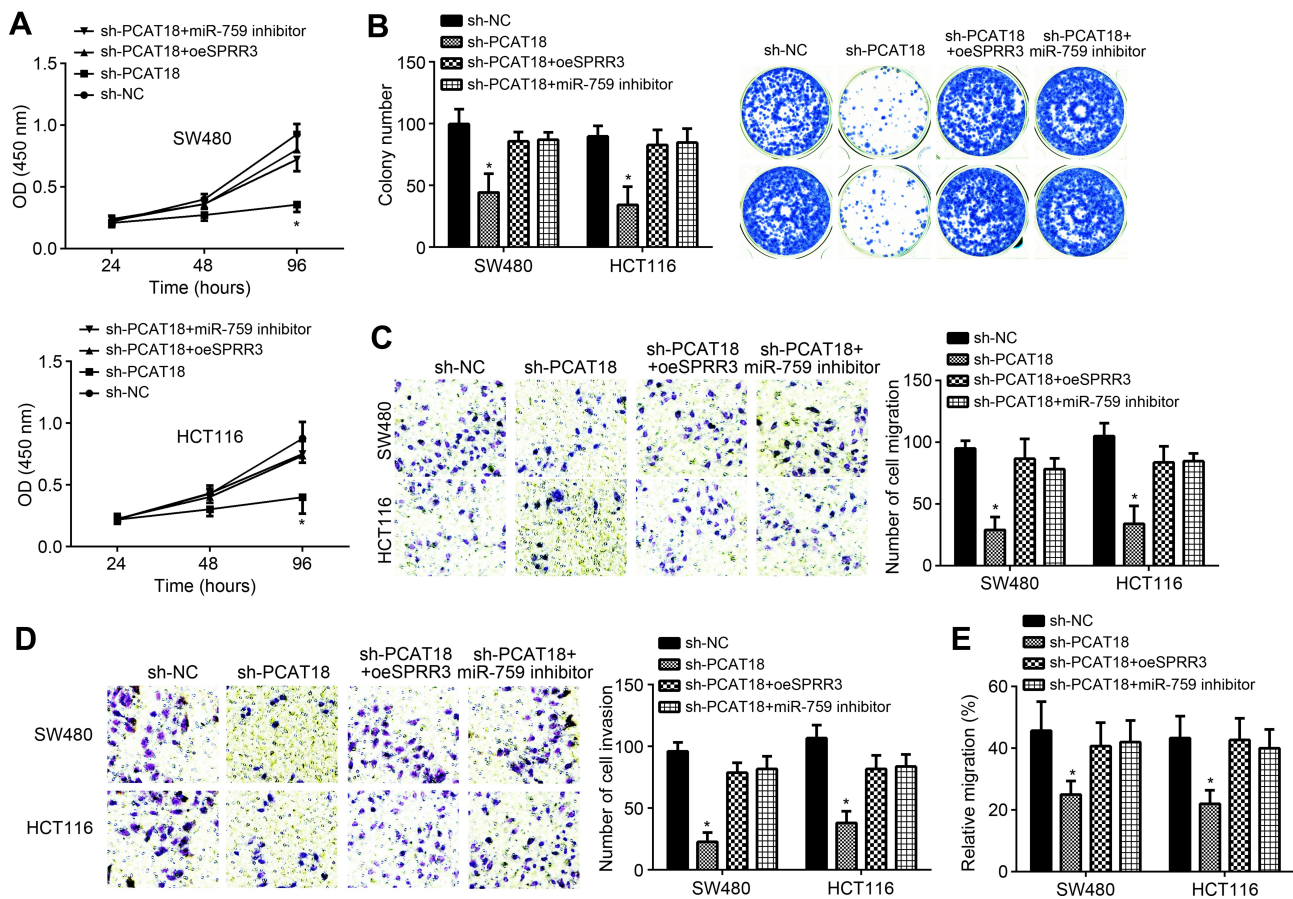 A
sh-PCAT18+miR-759 inhibitor
sh-PCAT18+oeSPRR3
sh-PCAT18
sh-NC
OD (450 nm)
1.5
1.0
0.5
0.0
SW480
*
24 48 96
Time (hours)
sh-PCAT18+miR-759 inhibitor
sh-PCAT18+oeSPRR3
sh-PCAT18
sh-NC
OD (450 nm)
1.5
1.0
0.5
0.0
HCT116
*
24 48 96
Time (hours)
B
sh-NC
sh-PCAT18
sh-PCAT18+oeSPRR3
sh-PCAT18+miR-759 inhibitor
Colony number
150
100
50
0
* *
SW480 HCT116
sh-NC
sh-PCAT18
sh-PCAT18
+oeSPRR3
sh-PCAT18+
miR-759 inhibitor
C
sh-NC
sh-PCAT18
sh-PCAT18
+oeSPRR3
sh-PCAT18+
miR-759 inhibitor
SW480
HCT116
sh-NC
sh-PCAT18
sh-PCAT18+oeSPRR3
sh-PCAT18+miR-759 inhibitor
Number of cell migration
150
100
50
0
* *
SW480 HCT116
D
sh-NC
sh-PCAT18
sh-PCAT18
+oeSPRR3
sh-PCAT18+
miR-759 inhibitor
SW480
HCT116
sh-NC
sh-PCAT18
sh-PCAT18+oeSPRR3
sh-PCAT18+miR-759 inhibitor
Number of cell invasion
150
100
50
0
* *
SW480 HCT116
E
sh-NC
sh-PCAT18
sh-PCAT18+oeSPRR3
sh-PCAT18+miR-759 inhibitor
Relative migration (%)
60
40
20
0
* *
SW480 HCT116